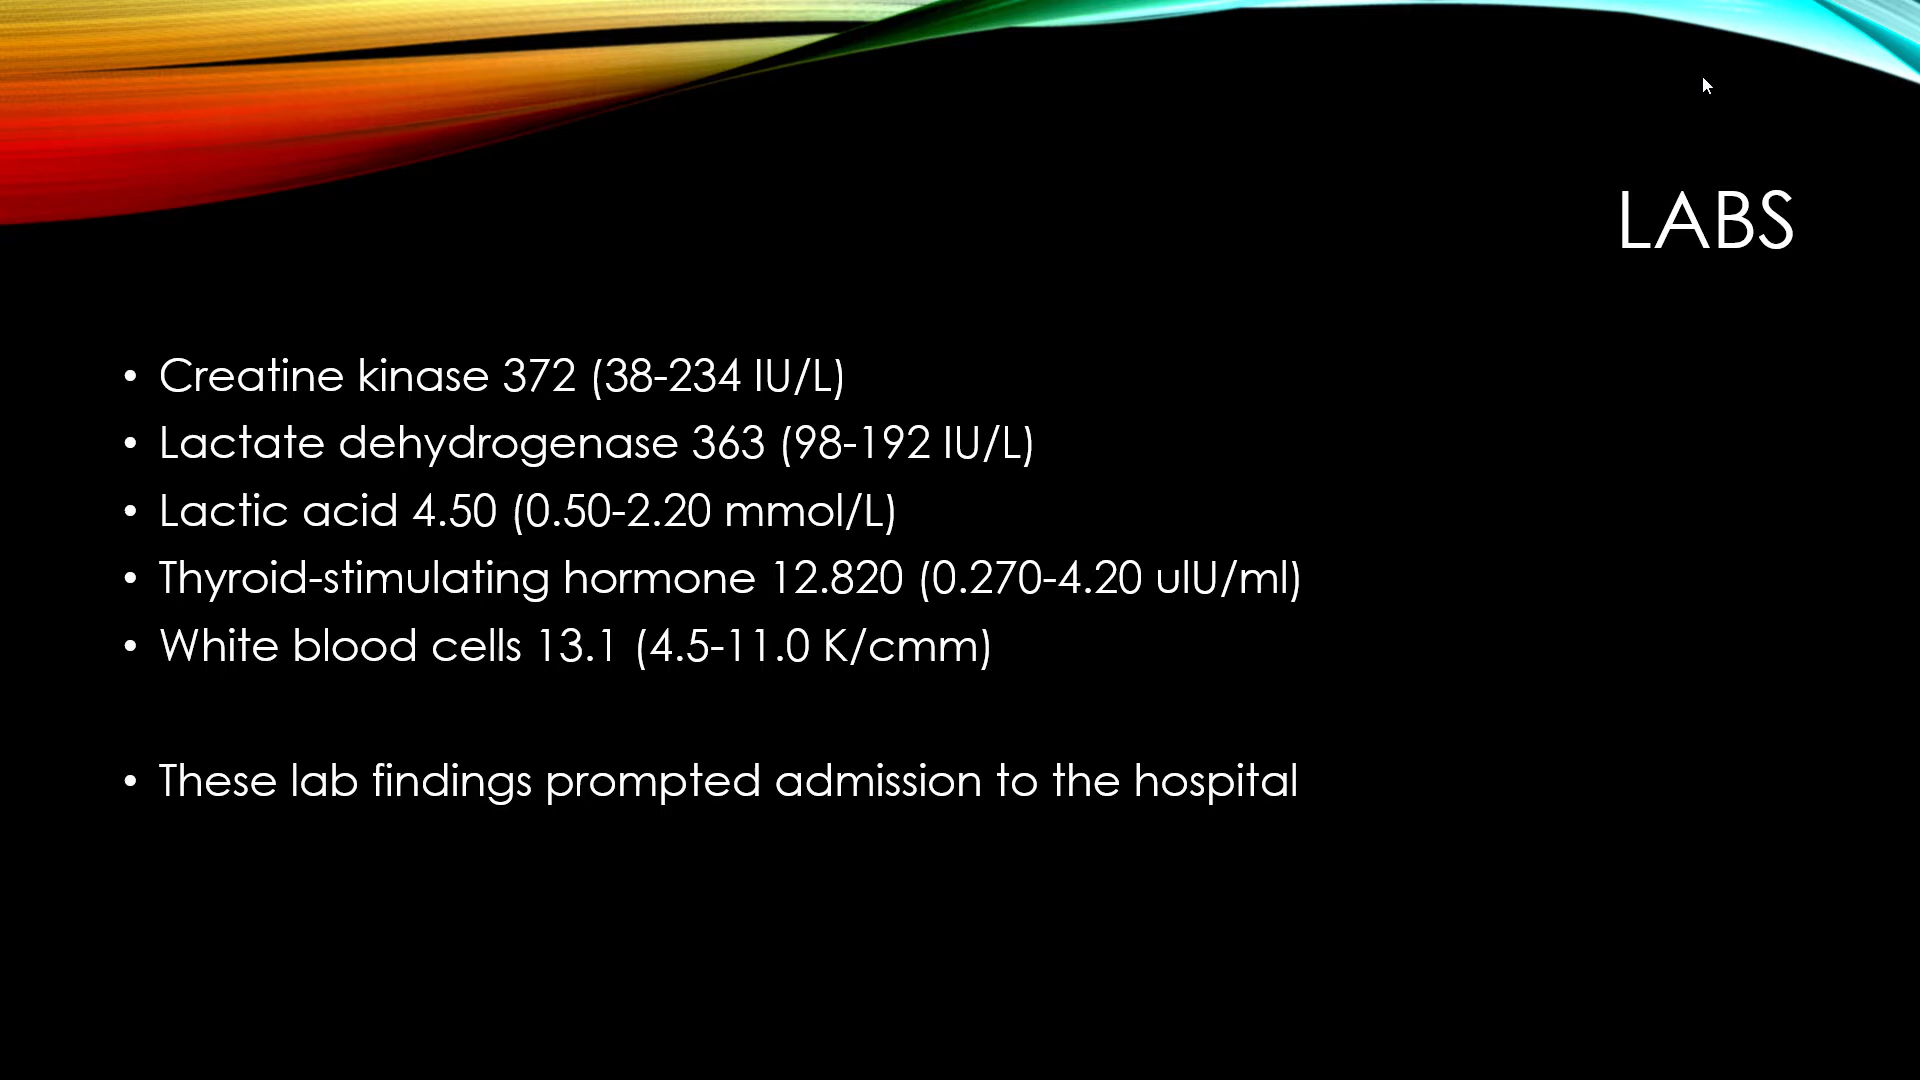 LABS
• Creatine kinase 372 (38-234 IU/L)
• Lactate dehydrogenase 363 (98-192 IU/L)
• Lactic acid 4.50 (0.50-2.20 mmol/L)
• Thyroid-stimulating hormone 12.820 (0.270-4.20 uIU/ml)
• White blood cells 13.1 (4.5-11.0 K/cmm)
• These lab findings prompted admission to the hospital